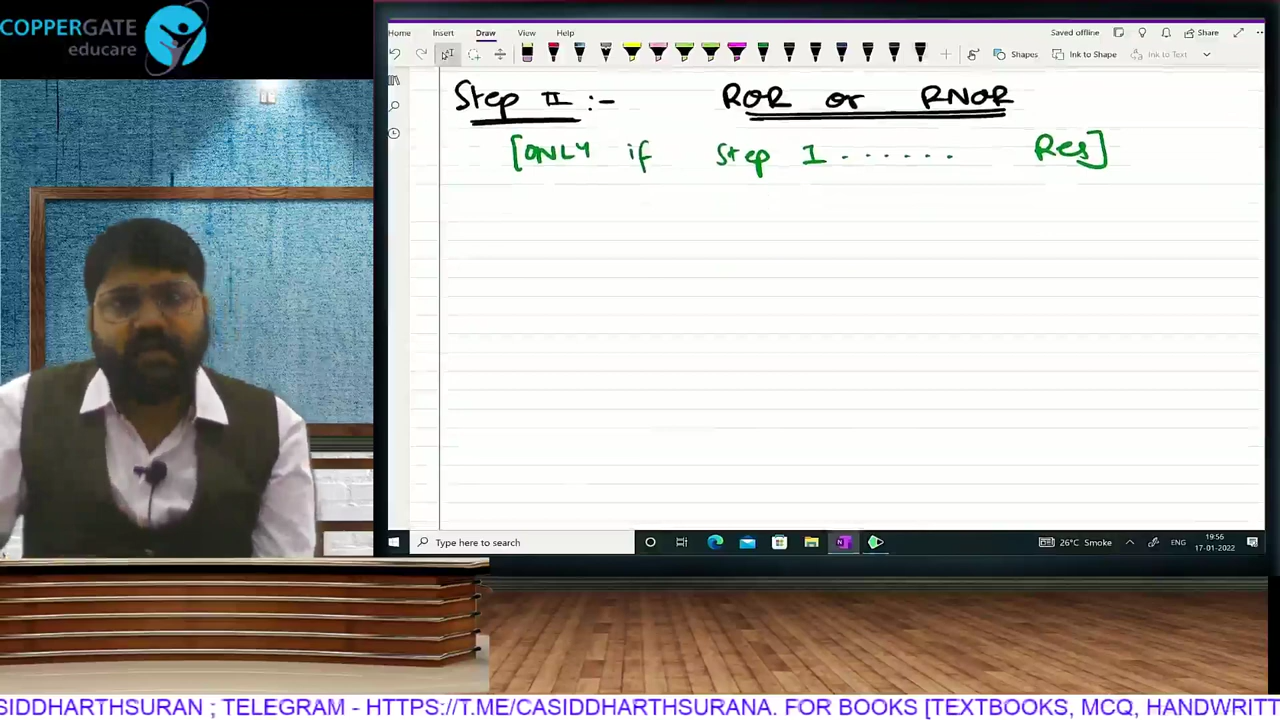 COPPERGATE
educare
Home Insert Draw View Help
Saved offline
Share
Shapes
Ink to Shape
Ink to Text
Step II :- ROR or RNOR
[ONLY if Step 1 ...... Res]
Type here to search
26°C Smoke
ENG
19:56
17-01-2022
SIDDHARTHSURAN ; TELEGRAM - HTTPS://T.ME/CASIDDHARTHSURANA. FOR BOOKS [TEXTBOOKS, MCQ, HANDWRITT